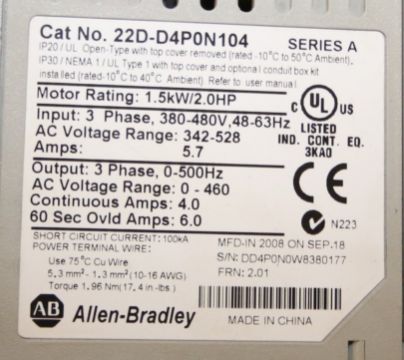 Cat No. 22D-D4P0N104 SERIES A
IP20 / UL Open-Type with top cover removed (rated -10°C to 50°C Ambient).
IP30 / NEMA 1 / UL Type 1 with top cover and optional conduit box kit
installed (rated -10°C to 40°C Ambient) Refer to user manual
Motor Rating: 1.5kW/2.0HP
C UL US
LISTED
IND. CONT. EQ.
3KA0
Input: 3 Phase, 380-480V,48-63Hz
AC Voltage Range: 342-528
Amps: 5.7
Output: 3 Phase, 0-500Hz
AC Voltage Range: 0 - 460
Continuous Amps: 4.0
60 Sec Ovld Amps: 6.0
CE
N223
SHORT CIRCUIT CURRENT: 100kA
POWER TERMINAL WIRE:
Use 75°C Cu Wire
5.3 mm² - 1.3 mm² (10-16 AWG)
Torque 1.96 Nm(17.4 in -lbs)
MFD-IN 2008 ON SEP.18
S/N: DD4P0N0W8380177
FRN: 2.01
AB Allen-Bradley
MADE IN CHINA